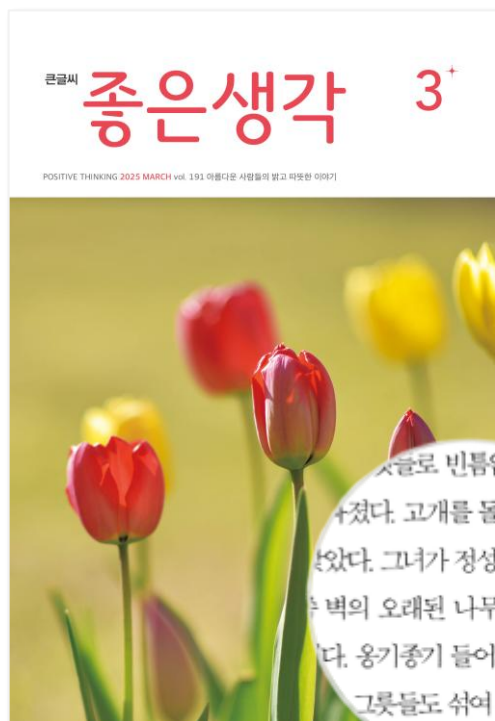 큰글씨 좋은생각 3
POSITIVE THINKING 2025 MARCH vol. 191 아름다운 사람들의 밝고 따뜻한 이야기
로 빈틈
졌다. 고개를 돌
았다. 그녀가 정성
벽의 오래된 나무
다. 옹기종기 들어
그릇들도 섞여